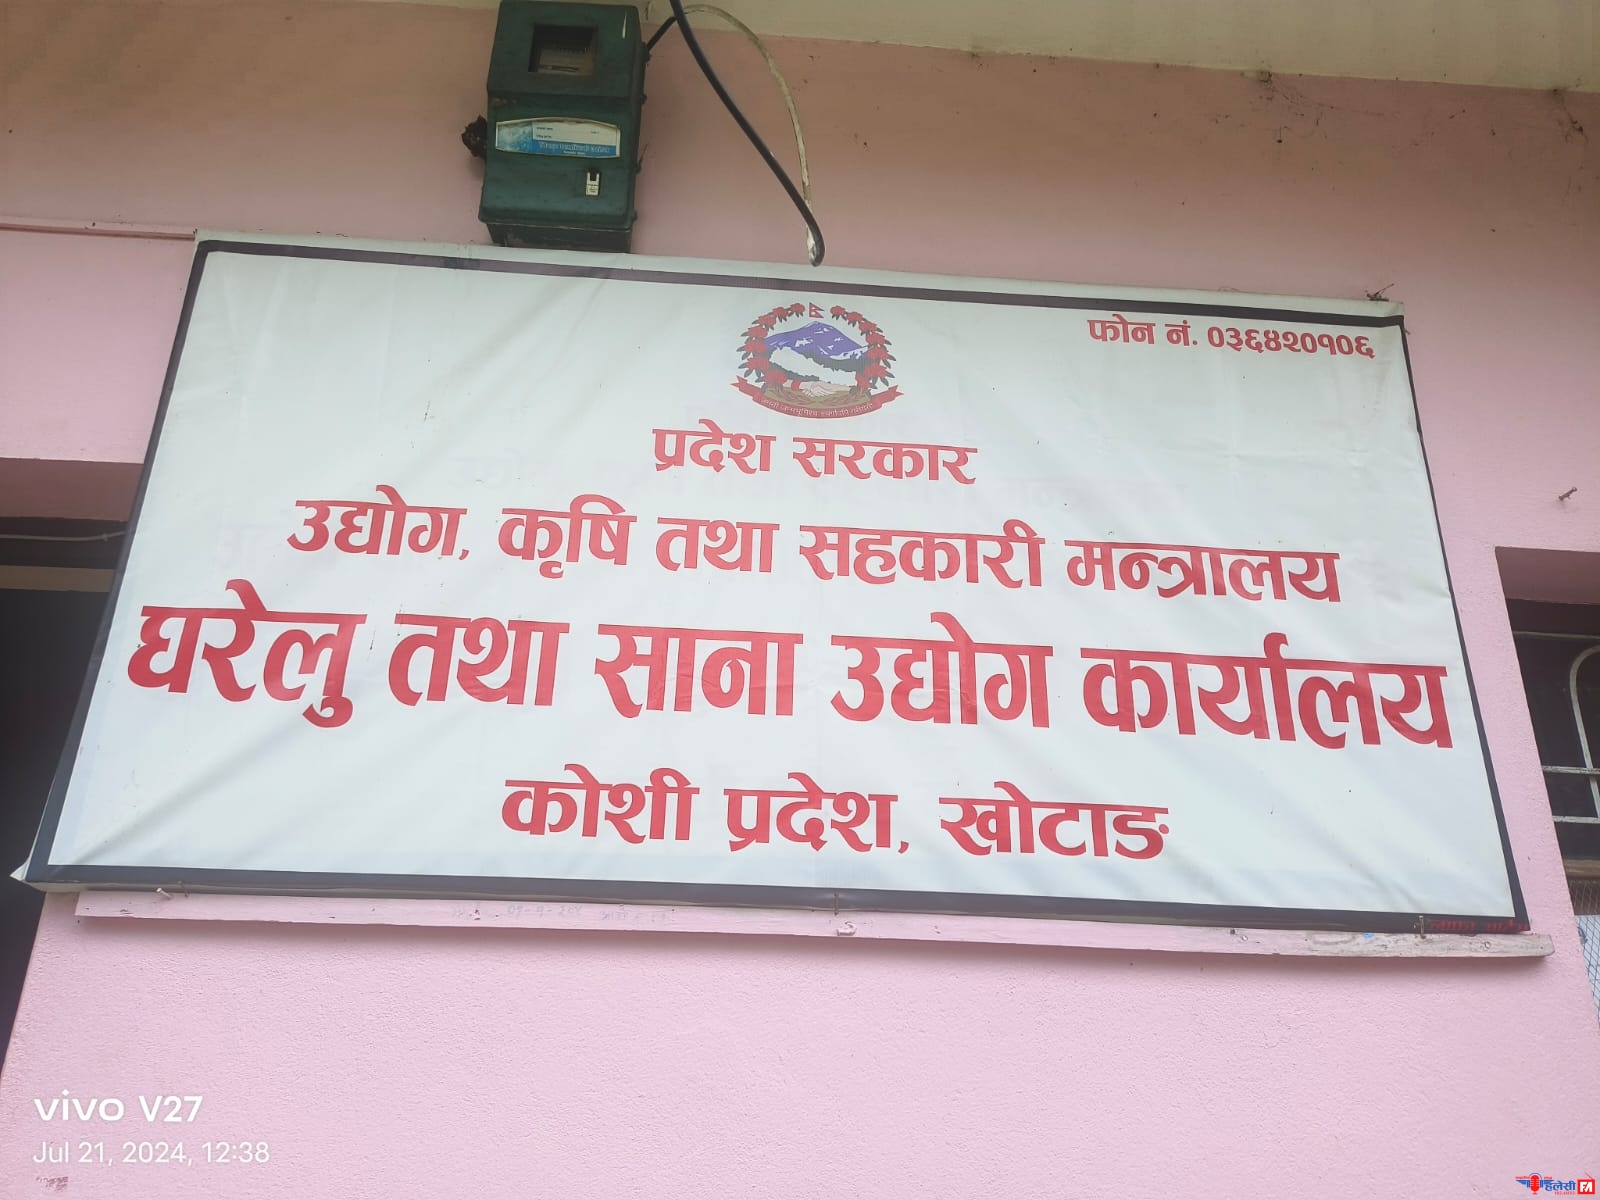 फोन नं. ०३६४२०१०६
प्रदेश सरकार
उद्योग, कृषि तथा सहकारी मन्त्रालय
घरेलु तथा साना उद्योग कार्यालय
कोशी प्रदेश, खोटाङ
vivo V27
Jul 21, 2024, 12:38
हलेसी